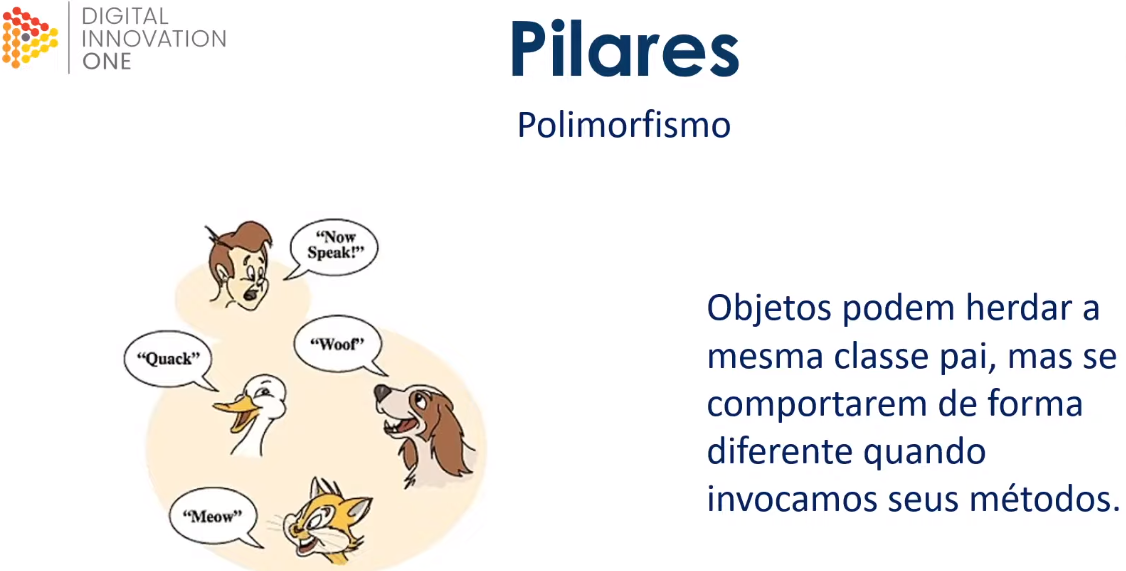 DIGITAL
INNOVATION
ONE
Pilares
Polimorfismo
“Now
Speak!”
“Quack”
“Woof”
“Meow”
Objetos podem herdar a
mesma classe pai, mas se
comportarem de forma
diferente quando
invocamos seus métodos.